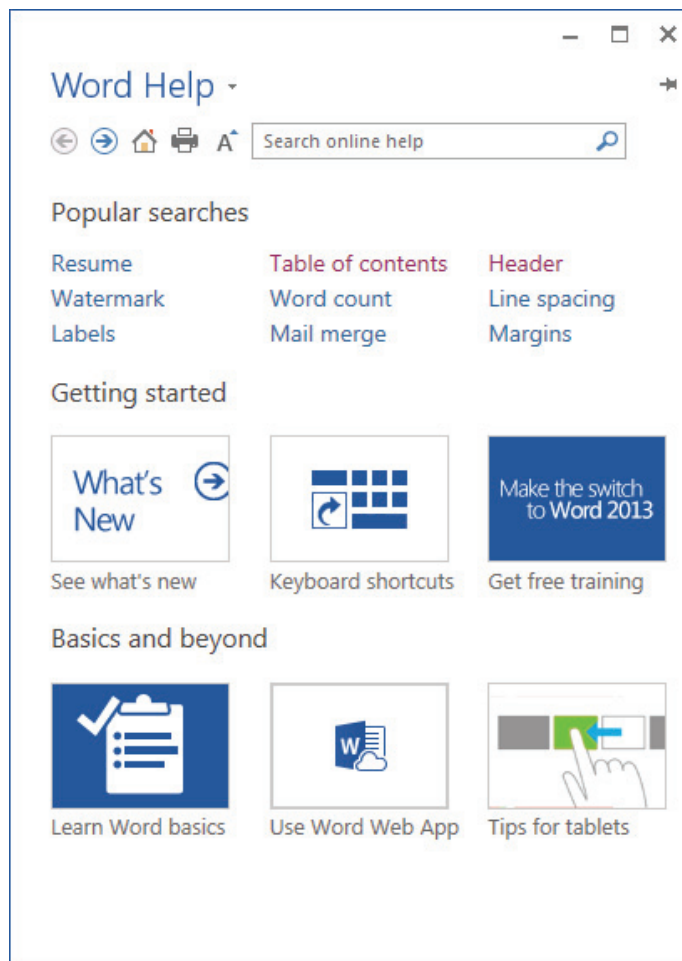 Word Help
A
Search online help
Popular searches
Resume Table of contents Header
Watermark Word count Line spacing
Labels Mail merge Margins
Getting started
What's
New
Make the switch
to Word 2013
See what's new Keyboard shortcuts Get free training
Basics and beyond
W
Learn Word basics Use Word Web App Tips for tablets